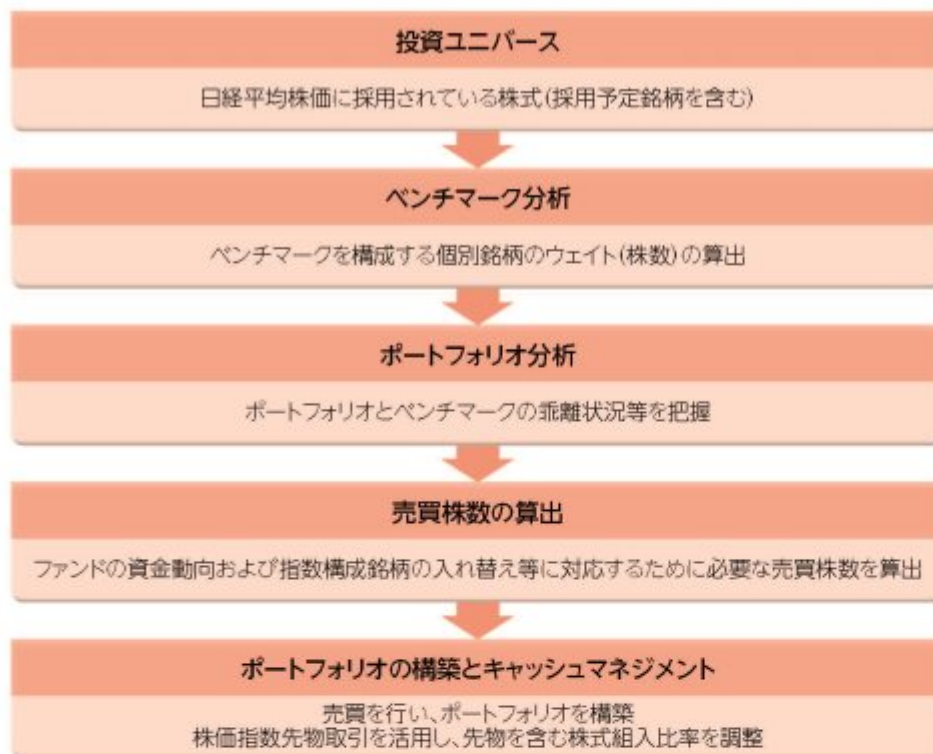 投資ユニバース
日経平均株価に採用されている株式(採用予定銘柄を含む)
ベンチマーク分析
ベンチマークを構成する個別銘柄のウェイト(株数)の算出
ポートフォリオ分析
ポートフォリオとベンチマークの乖離状況等を把握
売買株数の算出
ファンドの資金動向および指数構成銘柄の入れ替え等に対応するために必要な売買株数を算出
ポートフォリオの構築とキャッシュマネジメント
売買を行い、ポートフォリオを構築
株価指数先物取引を活用し、先物を含む株式組入比率を調整